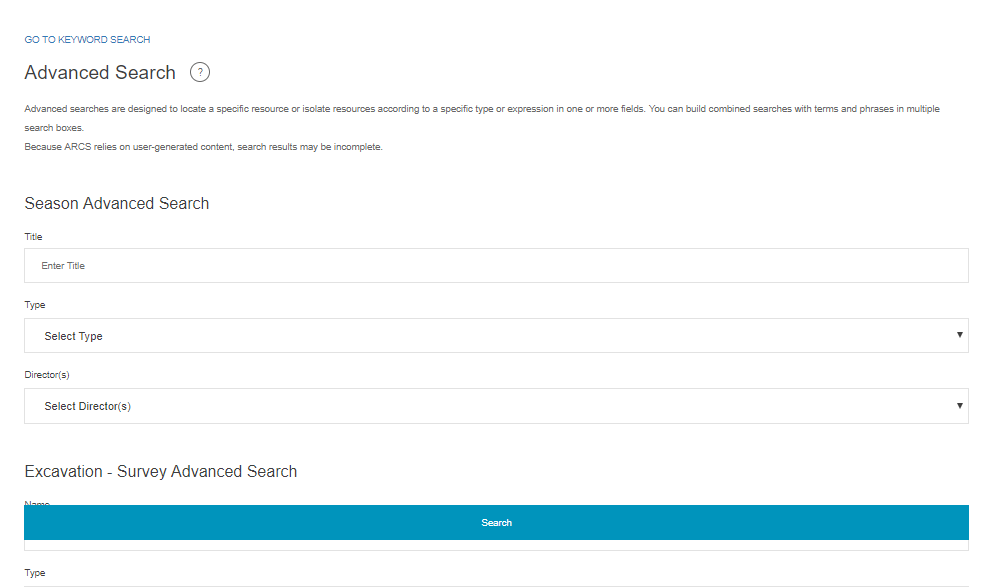 GO TO KEYWORD SEARCH
Advanced Search ?
Advanced searches are designed to locate a specific resource or isolate resources according to a specific type or expression in one or more fields. You can build combined searches with terms and phrases in multiple
search boxes.
Because ARCS relies on user-generated content, search results may be incomplete.
Season Advanced Search
Title
Enter Title
Type
Select Type
Director(s)
Select Director(s)
Excavation - Survey Advanced Search
Name
Search
Type